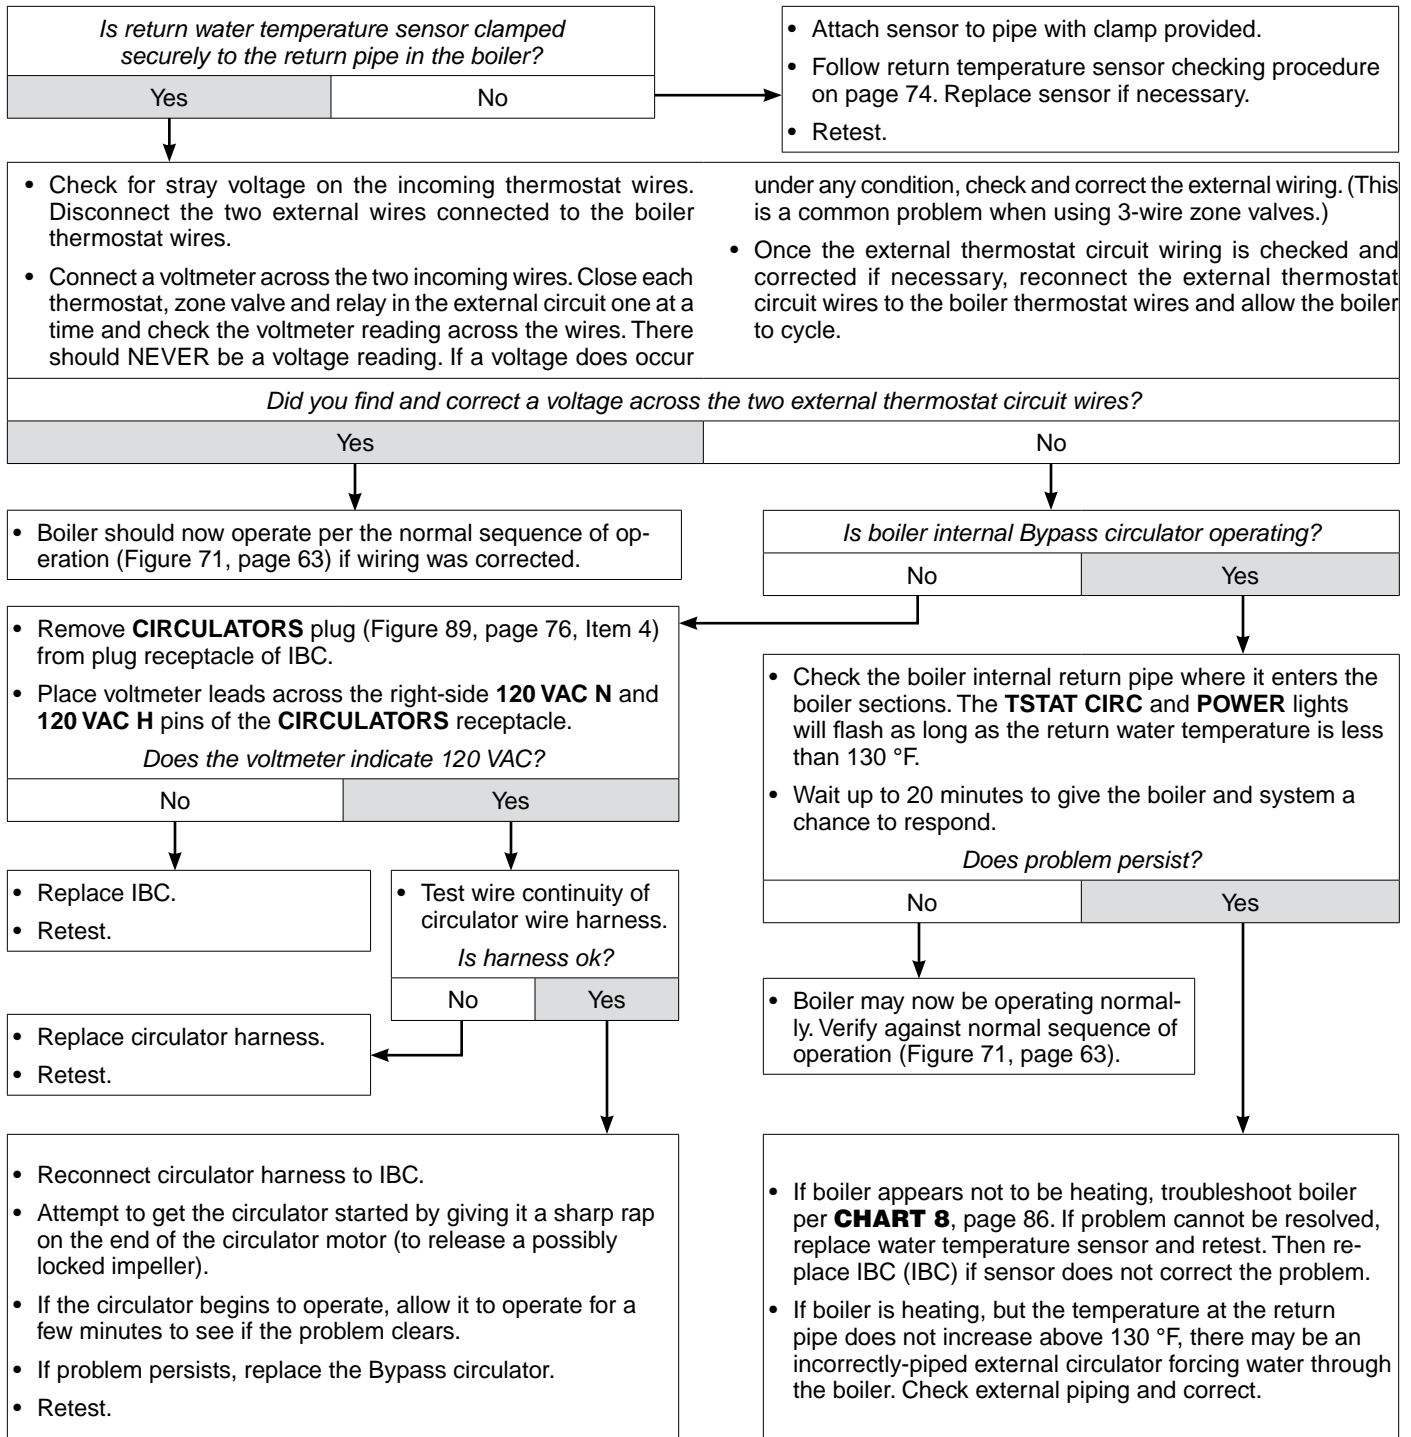 Is return water temperature sensor clamped
securely to the return pipe in the boiler?
Yes
No
• Attach sensor to pipe with clamp provided.
• Follow return temperature sensor checking procedure
on page 74. Replace sensor if necessary.
• Retest.
• Check for stray voltage on the incoming thermostat wires.
Disconnect the two external wires connected to the boiler
thermostat wires.
• Connect a voltmeter across the two incoming wires. Close each
thermostat, zone valve and relay in the external circuit one at a
time and check the voltmeter reading across the wires. There
should NEVER be a voltage reading. If a voltage does occur
under any condition, check and correct the external wiring. (This
is a common problem when using 3-wire zone valves.)
• Once the external thermostat circuit wiring is checked and
corrected if necessary, reconnect the external thermostat
circuit wires to the boiler thermostat wires and allow the boiler
to cycle.
Did you find and correct a voltage across the two external thermostat circuit wires?
Yes
No
• Boiler should now operate per the normal sequence of op-
eration (Figure 71, page 63) if wiring was corrected.
Is boiler internal Bypass circulator operating?
No
Yes
• Remove CIRCULATORS plug (Figure 89, page 76, Item 4)
from plug receptacle of IBC.
• Place voltmeter leads across the right-side 120 VAC N and
120 VAC H pins of the CIRCULATORS receptacle.
Does the voltmeter indicate 120 VAC?
No
Yes
• Check the boiler internal return pipe where it enters the
boiler sections. The TSTAT CIRC and POWER lights
will flash as long as the return water temperature is less
than 130 °F.
• Wait up to 20 minutes to give the boiler and system a
chance to respond.
Does problem persist?
No
Yes
• Replace IBC.
• Retest.
• Test wire continuity of
circulator wire harness.
Is harness ok?
No
Yes
• Replace circulator harness.
• Retest.
• Boiler may now be operating normal-
ly. Verify against normal sequence of
operation (Figure 71, page 63).
• Reconnect circulator harness to IBC.
• Attempt to get the circulator started by giving it a sharp rap
on the end of the circulator motor (to release a possibly
locked impeller).
• If the circulator begins to operate, allow it to operate for a
few minutes to see if the problem clears.
• If problem persists, replace the Bypass circulator.
• Retest.
• If boiler appears not to be heating, troubleshoot boiler
per CHART 8, page 86. If problem cannot be resolved,
replace water temperature sensor and retest. Then re-
place IBC (IBC) if sensor does not correct the problem.
• If boiler is heating, but the temperature at the return
pipe does not increase above 130 °F, there may be an
incorrectly-piped external circulator forcing water through
the boiler. Check external piping and correct.